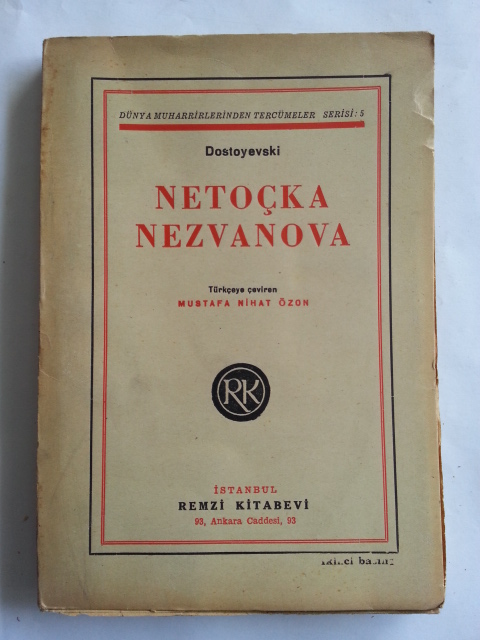 DÜNYA MUHARRİRLERİNDEN TERCÜMELER SERİSİ: 5
Dostoyevski
NETOÇKA
NEZVANOVA
Türkçeye çeviren
MUSTAFA NİHAT ÖZON
RK
İSTANBUL
REMZİ KİTABEVİ
93, Ankara Caddesi, 93